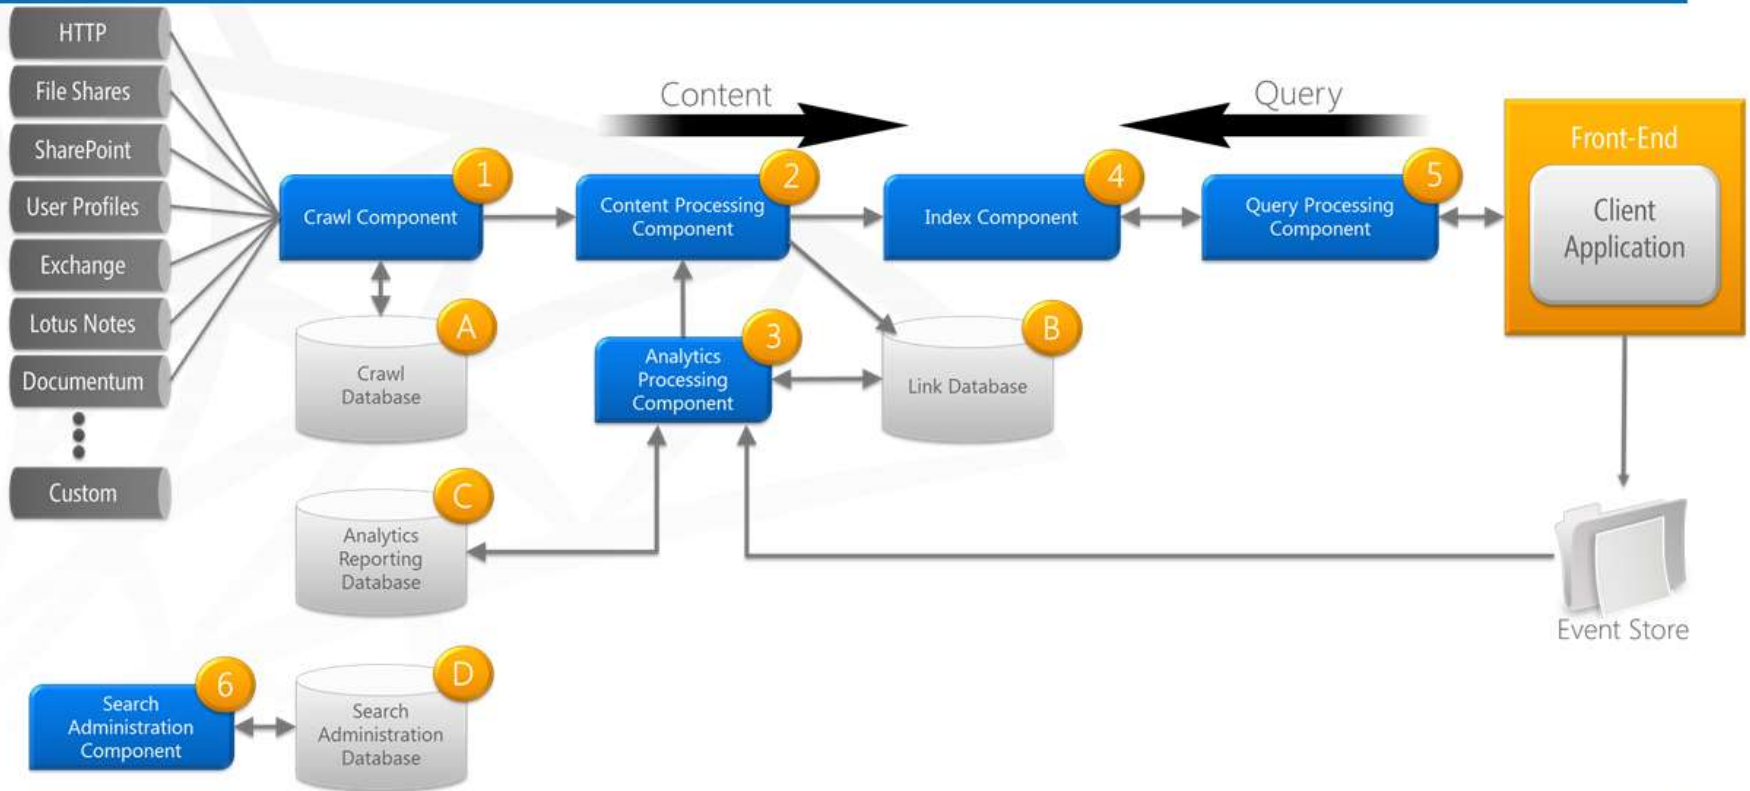 HTTP
File Shares
SharePoint
User Profiles
Exchange
Lotus Notes
Documentum
Custom
Content
Query
1
Crawl Component
2
Content Processing
Component
4
Index Component
5
Query Processing
Component
Front-End
Client
Application
A
Crawl
Database
3
Analytics
Processing
Component
B
Link Database
C
Analytics
Reporting
Database
Event Store
6
Search
Administration
Component
D
Search
Administration
Database